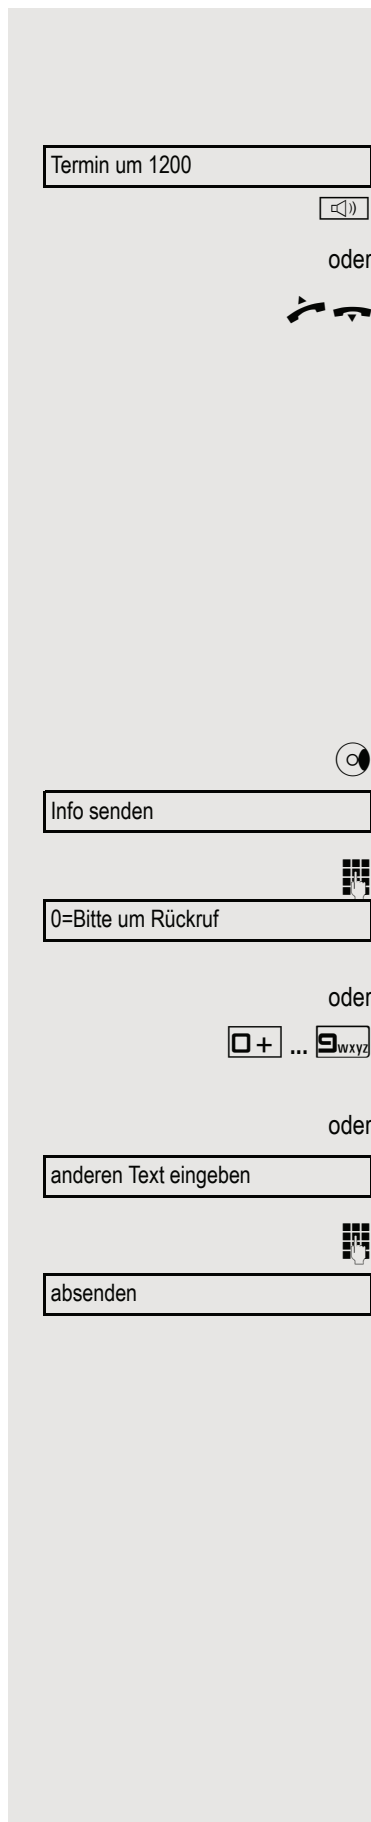 Termin um 1200
oder
Info senden
0=Bitte um Rückruf
oder
0 + ... 9wxyz
oder
anderen Text eingeben
absenden